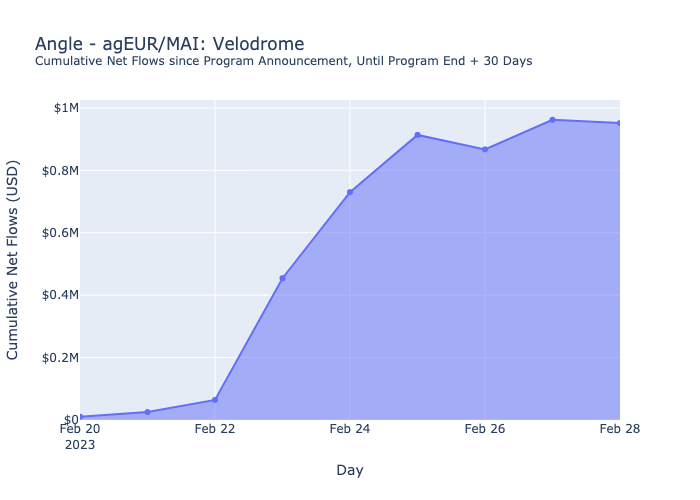 Angle - agEUR/MAI: Velodrome
Cumulative Net Flows since Program Announcement, Until Program End + 30 Days
Cumulative Net Flows (USD)
$1M
$0.8M
$0.6M
$0.4M
$0.2M
$0
Feb 20
2023
Feb 22
Feb 24
Feb 26
Feb 28
Day